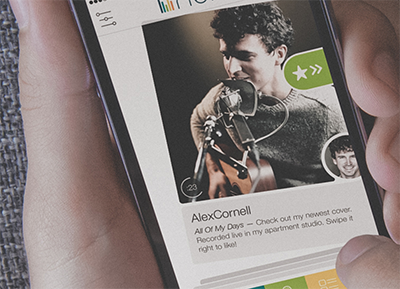 :23
AlexCornell
All Of My Days — Check out my newest cover.
Recorded live in my apartment studio. Swipe it
right to like!